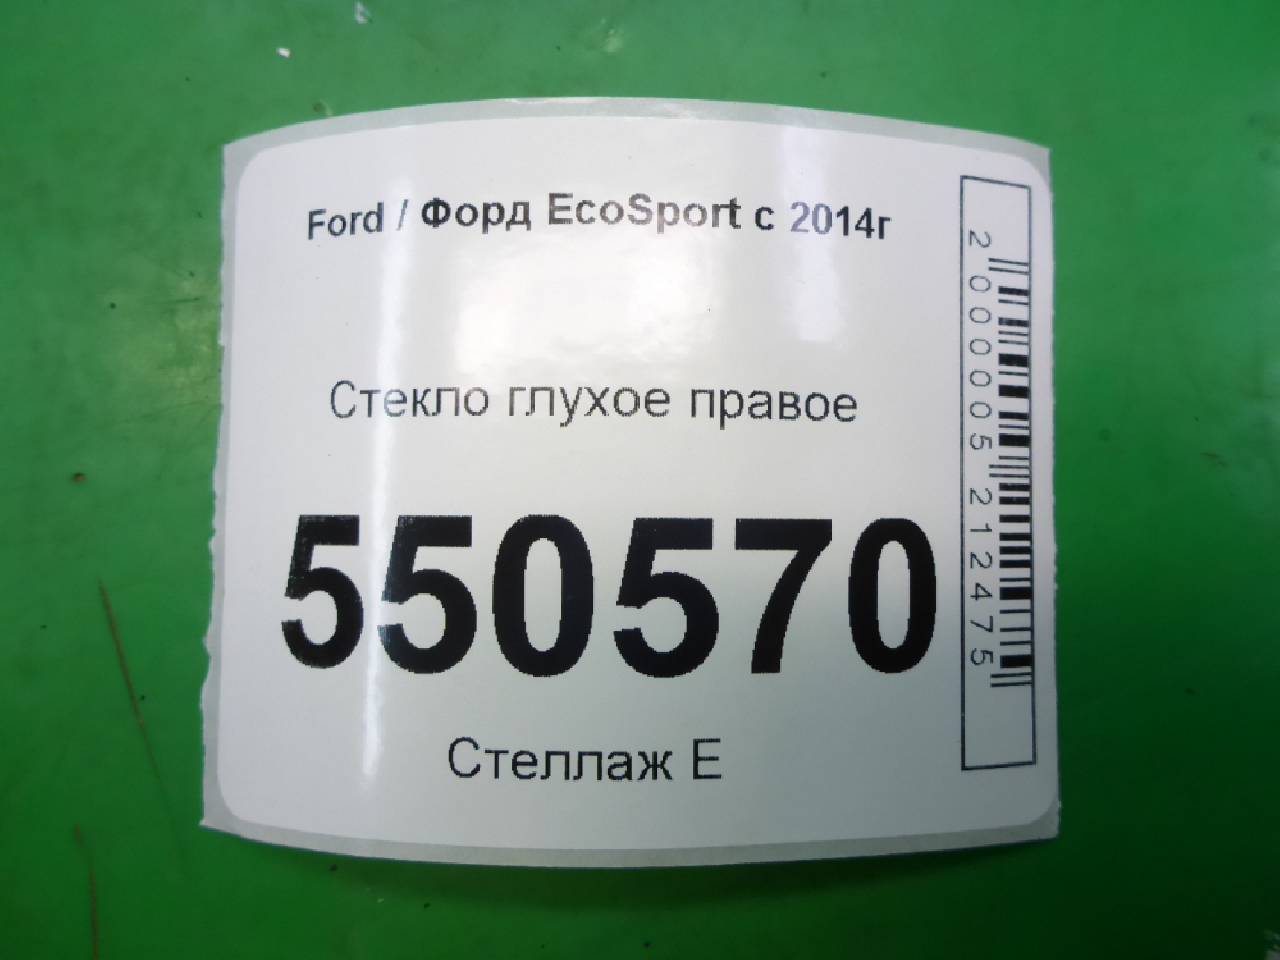 Ford / Форд EcoSport с 2014г
Стекло глухое правое
550570
Стеллаж Е
2000005212475